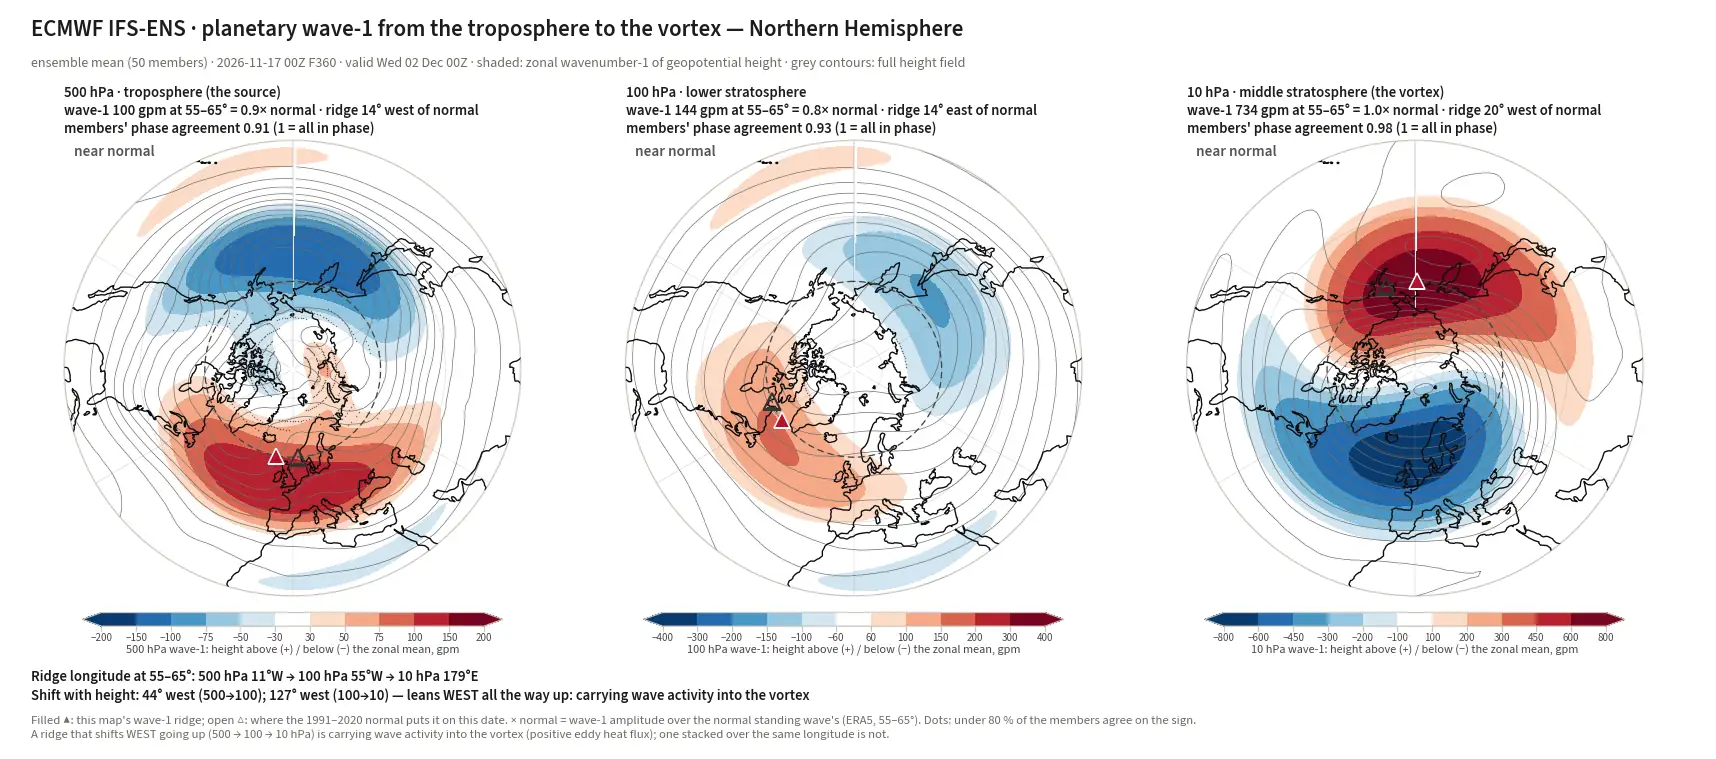 ECMWF IFS-ENS · planetary wave-1 from the troposphere to the vortex — Northern Hemisphere
ensemble mean (50 members) · 2026-11-17 00Z F360 · valid Wed 02 Dec 00Z · shaded: zonal wavenumber-1 of geopotential height · grey contours: full height field
500 hPa · troposphere (the source)
wave-1 100 gpm at 55–65° = 0.9× normal · ridge 14° west of normal
members' phase agreement 0.91 (1 = all in phase)
near normal
100 hPa · lower stratosphere
wave-1 144 gpm at 55–65° = 0.8× normal · ridge 14° east of normal
members' phase agreement 0.93 (1 = all in phase)
near normal
10 hPa · middle stratosphere (the vortex)
wave-1 734 gpm at 55–65° = 1.0× normal · ridge 20° west of normal
members' phase agreement 0.98 (1 = all in phase)
near normal
−200 −150 −100 −75 −50 −30 30 50 75 100 150 200
500 hPa wave-1: height above (+) / below (−) the zonal mean, gpm
−400 −300 −200 −150 −100 −60 60 100 150 200 300 400
100 hPa wave-1: height above (+) / below (−) the zonal mean, gpm
−800 −600 −450 −300 −200 −100 100 200 300 450 600 800
10 hPa wave-1: height above (+) / below (−) the zonal mean, gpm
Ridge longitude at 55–65°: 500 hPa 11°W → 100 hPa 55°W → 10 hPa 179°E
Shift with height: 44° west (500→100); 127° west (100→10) — leans WEST all the way up: carrying wave activity into the vortex
Filled ▲: this map's wave-1 ridge; open △: where the 1991–2020 normal puts it on this date. × normal = wave-1 amplitude over the normal standing wave's (ERA5, 55–65°). Dots: under 80 % of the members agree on the sign.
A ridge that shifts WEST going up (500 → 100 → 10 hPa) is carrying wave activity into the vortex (positive eddy heat flux); one stacked over the same longitude is not.